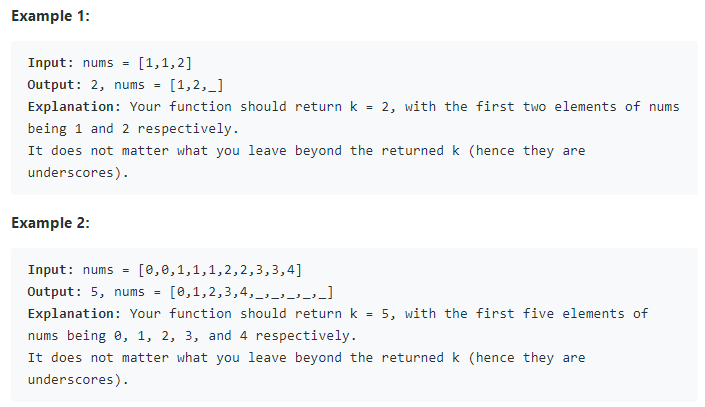 Example 1:
Input: nums = [1,1,2]
Output: 2, nums = [1,2,_]
Explanation: Your function should return k = 2, with the first two elements of nums
being 1 and 2 respectively.
It does not matter what you leave beyond the returned k (hence they are
underscores).
Example 2:
Input: nums = [0,0,1,1,1,2,2,3,3,4]
Output: 5, nums = [0,1,2,3,4,_,_,_,_,_]
Explanation: Your function should return k = 5, with the first five elements of
nums being 0, 1, 2, 3, and 4 respectively.
It does not matter what you leave beyond the returned k (hence they are
underscores).